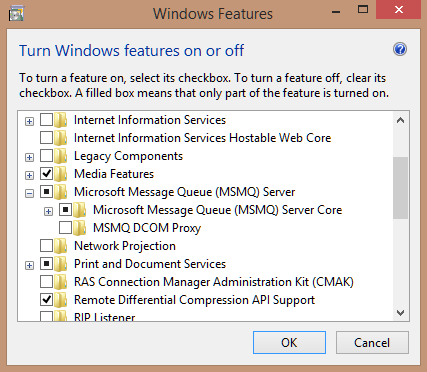 Windows Features
Turn Windows features on or off
To turn a feature on, select its checkbox. To turn a feature off, clear its
checkbox. A filled box means that only part of the feature is turned on.
Internet Information Services
Internet Information Services Hostable Web Core
Legacy Components
Media Features
Microsoft Message Queue (MSMQ) Server
Microsoft Message Queue (MSMQ) Server Core
MSMQ DCOM Proxy
Network Projection
Print and Document Services
RAS Connection Manager Administration Kit (CMAK)
Remote Differential Compression API Support
RIP Listener
OK
Cancel